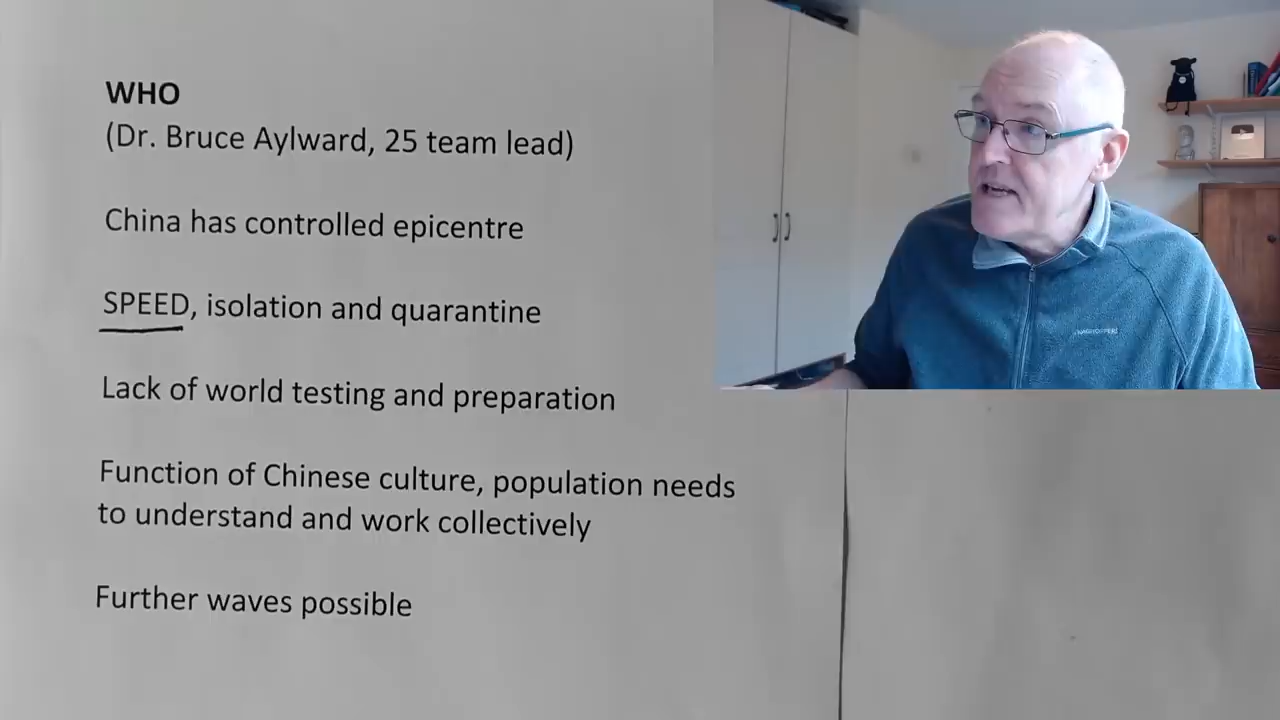 WHO
(Dr. Bruce Aylward, 25 team lead)
China has controlled epicentre
SPEED, isolation and quarantine
Lack of world testing and preparation
Function of Chinese culture, population needs
to understand and work collectively
Further waves possible